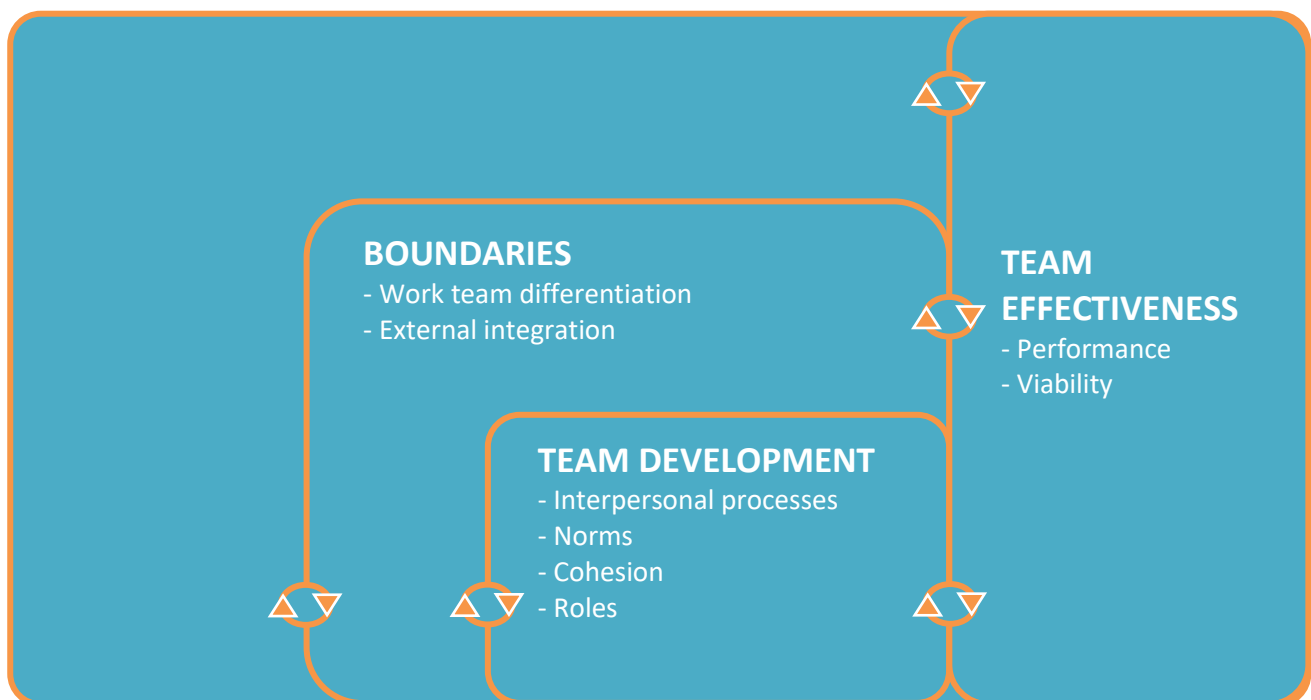 BOUNDARIES
- Work team differentiation
- External integration
TEAM
EFFECTIVENESS
- Performance
- Viability
TEAM DEVELOPMENT
- Interpersonal processes
- Norms
- Cohesion
- Roles